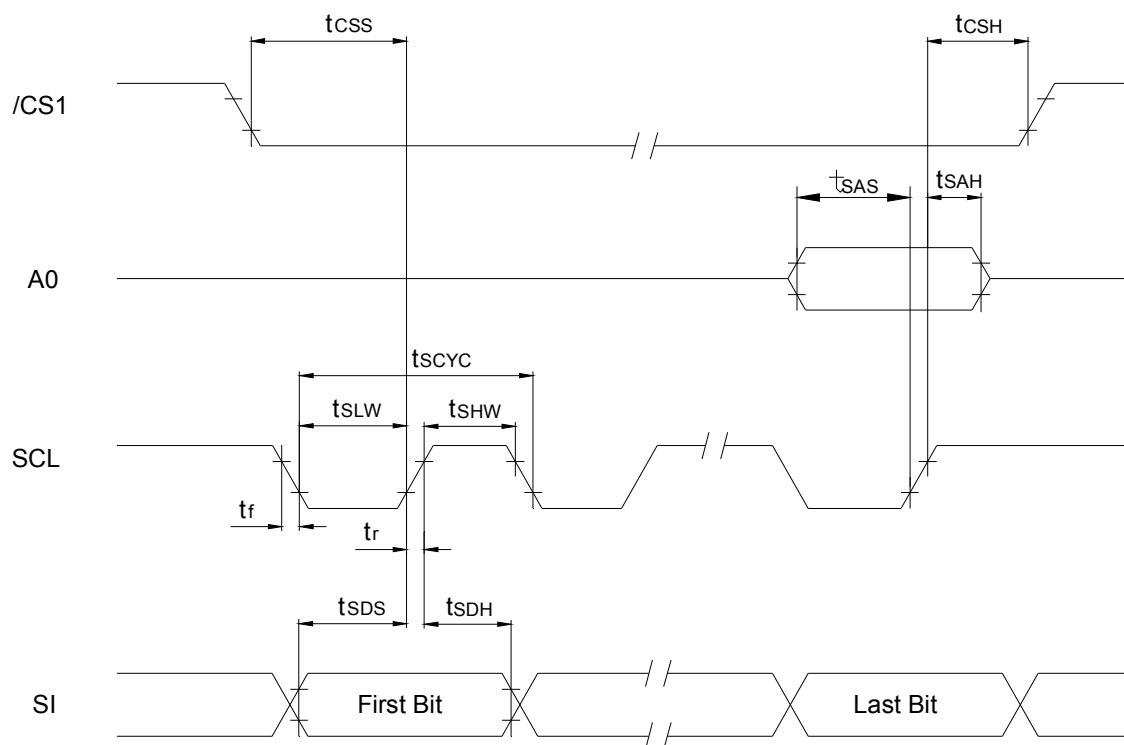 tCSS
tCSH
/CS1
tSAS
tSAH
A0
tSCYC
tSLW
tSHW
SCL
tf
tr
tSDS
tSDH
SI
First Bit
Last Bit